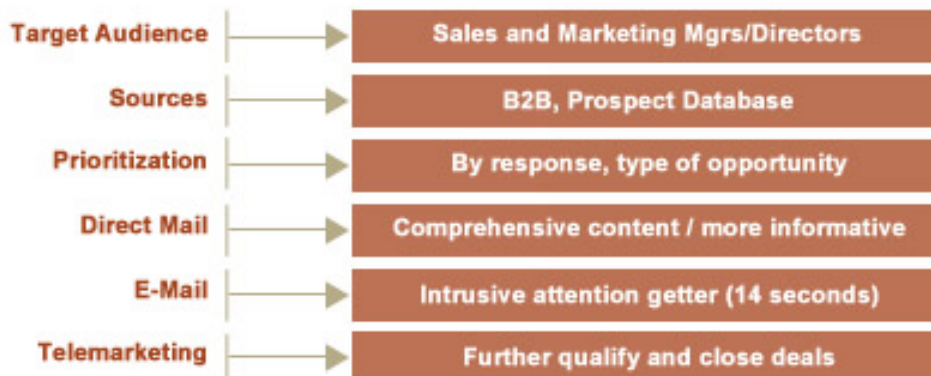 Target Audience
Sales and Marketing Mgrs/Directors
Sources
B2B, Prospect Database
Prioritization
By response, type of opportunity
Direct Mail
Comprehensive content / more informative
E-Mail
Intrusive attention getter (14 seconds)
Telemarketing
Further qualify and close deals